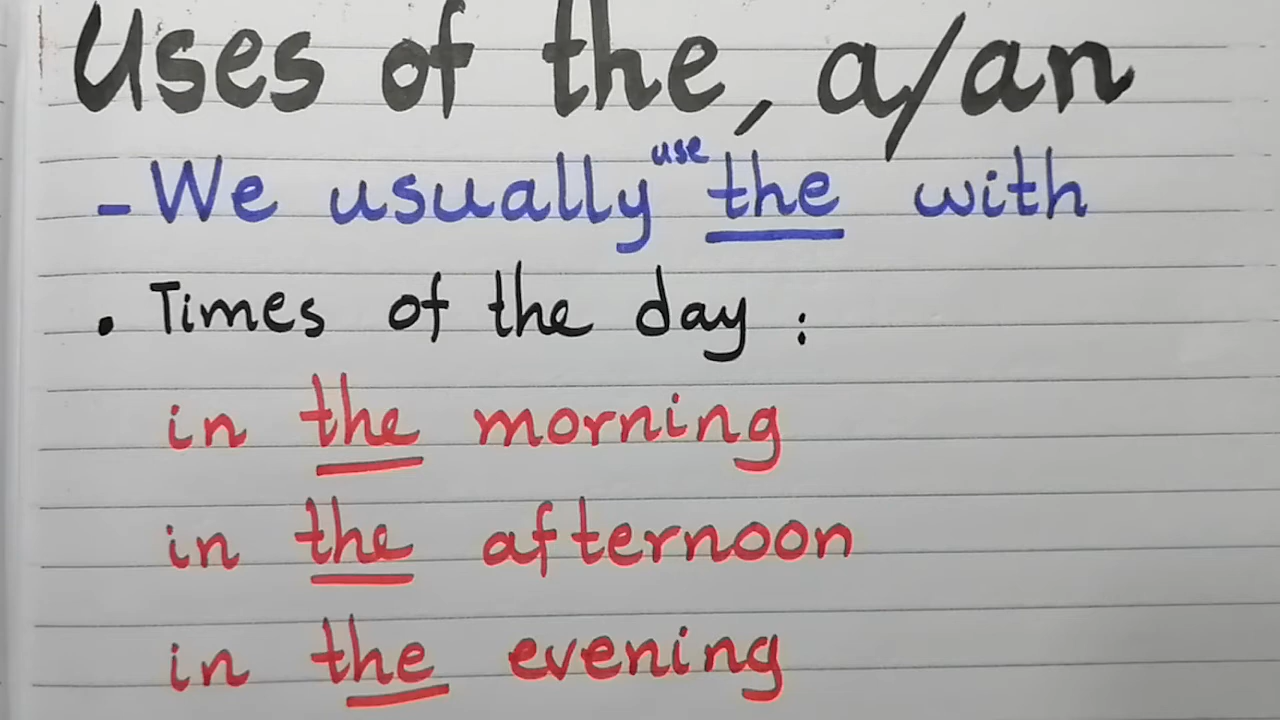 Uses of the, a/an
- We usually use the with
• Times of the day :
in the morning
in the afternoon
in the evening